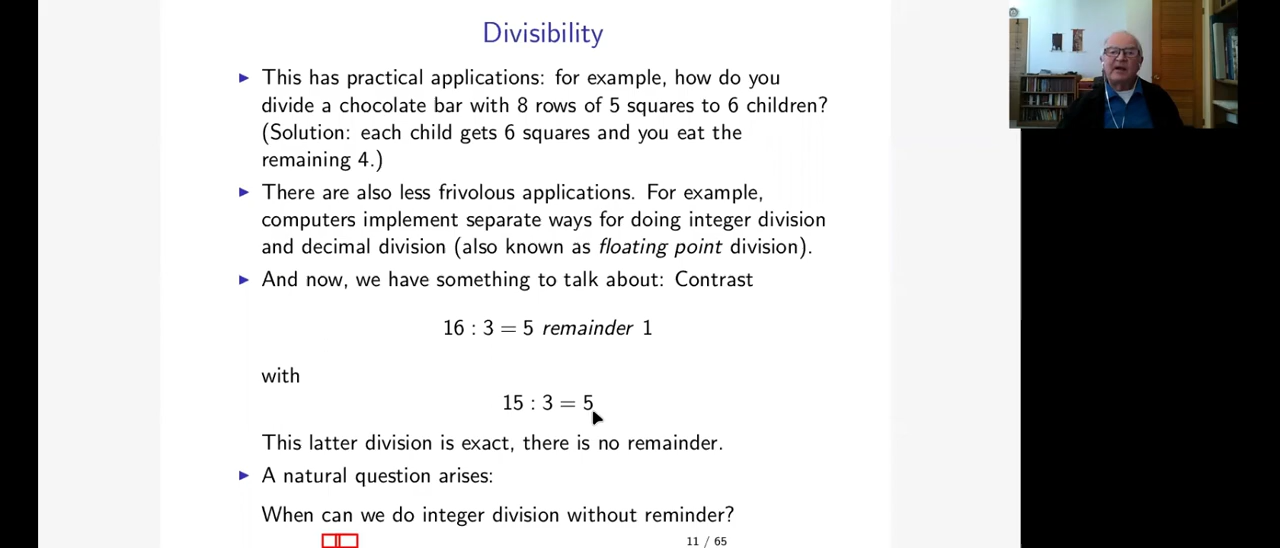 Divisibility
▶ This has practical applications: for example, how do you
divide a chocolate bar with 8 rows of 5 squares to 6 children?
(Solution: each child gets 6 squares and you eat the
remaining 4.)
▶ There are also less frivolous applications. For example,
computers implement separate ways for doing integer division
and decimal division (also known as floating point division).
▶ And now, we have something to talk about: Contrast
16 : 3 = 5 remainder 1
with
15 : 3 = 5
This latter division is exact, there is no remainder.
▶ A natural question arises:
When can we do integer division without reminder?
11 / 65